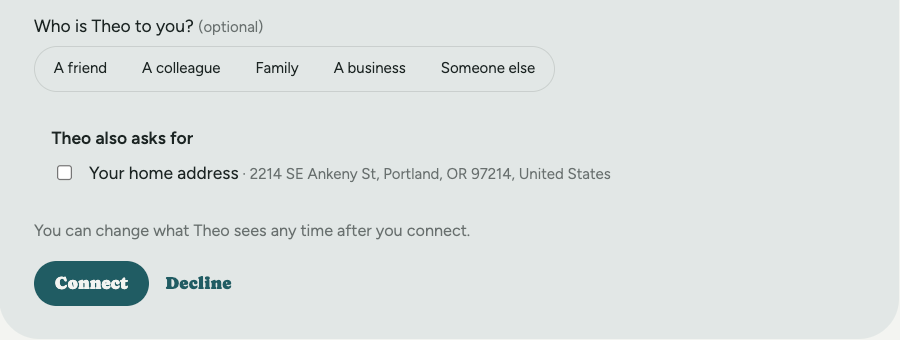 Who is Theo to you? (optional)
A friend A colleague Family A business Someone else
Theo also asks for
Your home address · 2214 SE Ankeny St, Portland, OR 97214, United States
You can change what Theo sees any time after you connect.
Connect Decline